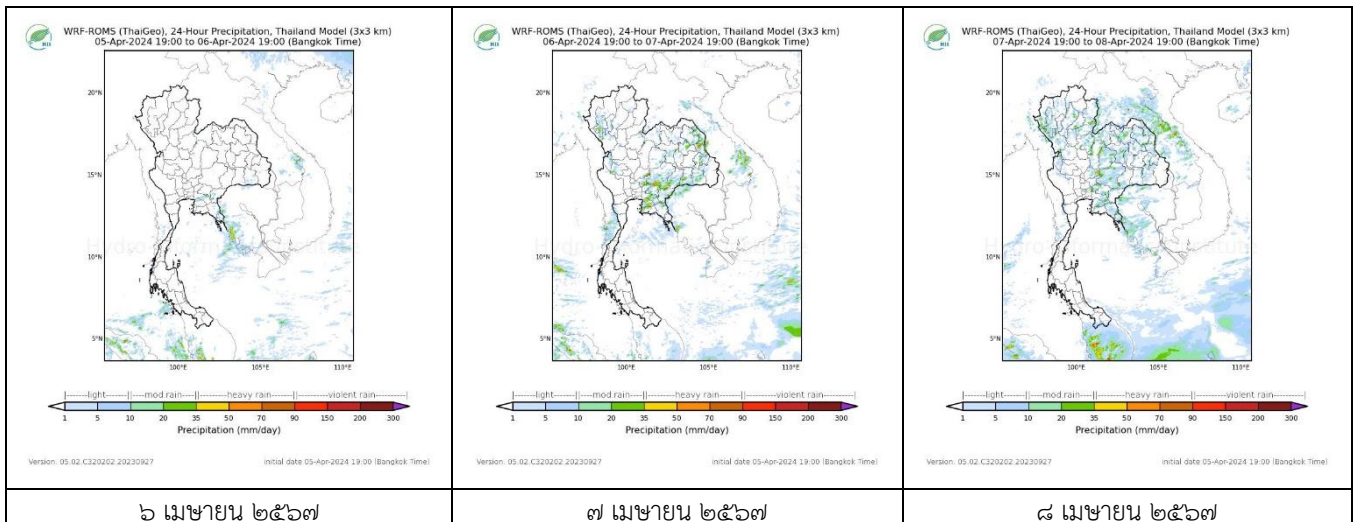 WRF-ROMS (ThaiGeo), 24-Hour Precipitation, Thailand Model (3x3 km)
05-Apr-2024 19:00 to 06-Apr-2024 19:00 (Bangkok Time)
20°N
15°N
10°N
5°N
100°E 105°E 110°E
|------light----||----mod rain----||------heavy rain------||-------violent rain-------|
1 5 10 20 35 50 70 90 150 200 300
Precipitation (mm/day)
Version: 05.02.C320202.20230927 initial date 05-Apr-2024 19:00 (Bangkok Time)
๖ เมษายน ๒๕๖๗
WRF-ROMS (ThaiGeo), 24-Hour Precipitation, Thailand Model (3x3 km)
06-Apr-2024 19:00 to 07-Apr-2024 19:00 (Bangkok Time)
20°N
15°N
10°N
5°N
100°E 105°E 110°E
|------light----||----mod rain----||------heavy rain------||-------violent rain-------|
1 5 10 20 35 50 70 90 150 200 300
Precipitation (mm/day)
Version: 05.02.C320202.20230927 initial date 05-Apr-2024 19:00 (Bangkok Time)
๗ เมษายน ๒๕๖๗
WRF-ROMS (ThaiGeo), 24-Hour Precipitation, Thailand Model (3x3 km)
07-Apr-2024 19:00 to 08-Apr-2024 19:00 (Bangkok Time)
20°N
15°N
10°N
5°N
100°E 105°E 110°E
|------light----||----mod rain----||------heavy rain------||-------violent rain-------|
1 5 10 20 35 50 70 90 150 200 300
Precipitation (mm/day)
Version: 05.02.C320202.20230927 initial date 05-Apr-2024 19:00 (Bangkok Time)
๘ เมษายน ๒๕๖๗